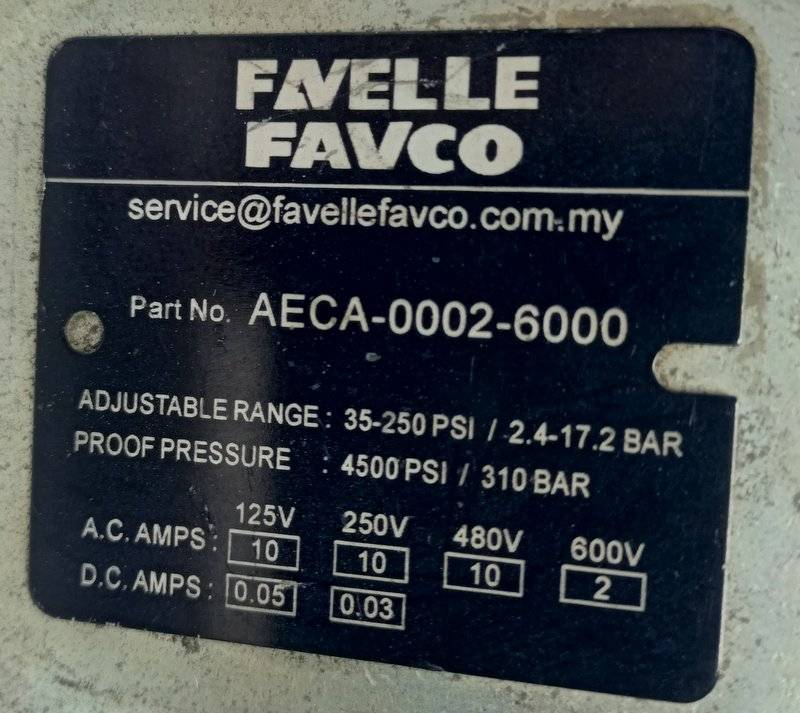 FAVELLE
FAVCO
service@favellefavco.com.my
Part No. AECA-0002-6000
ADJUSTABLE RANGE : 35-250 PSI / 2.4-17.2 BAR
PROOF PRESSURE : 4500 PSI / 310 BAR
125V 250V 480V 600V
A.C. AMPS : 10 10 10 2
D.C. AMPS : 0.05 0.03